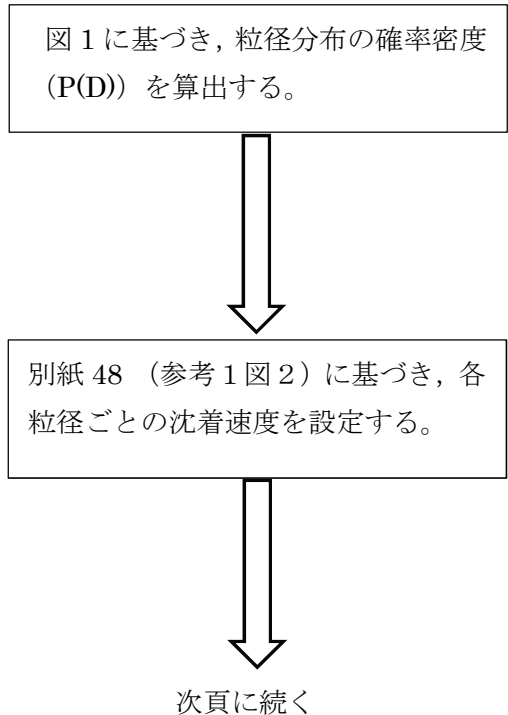 図１に基づき，粒径分布の確率密度
（P(D)）を算出する。
別紙 48 （参考１図２）に基づき，各
粒径ごとの沈着速度を設定する。
次頁に続く